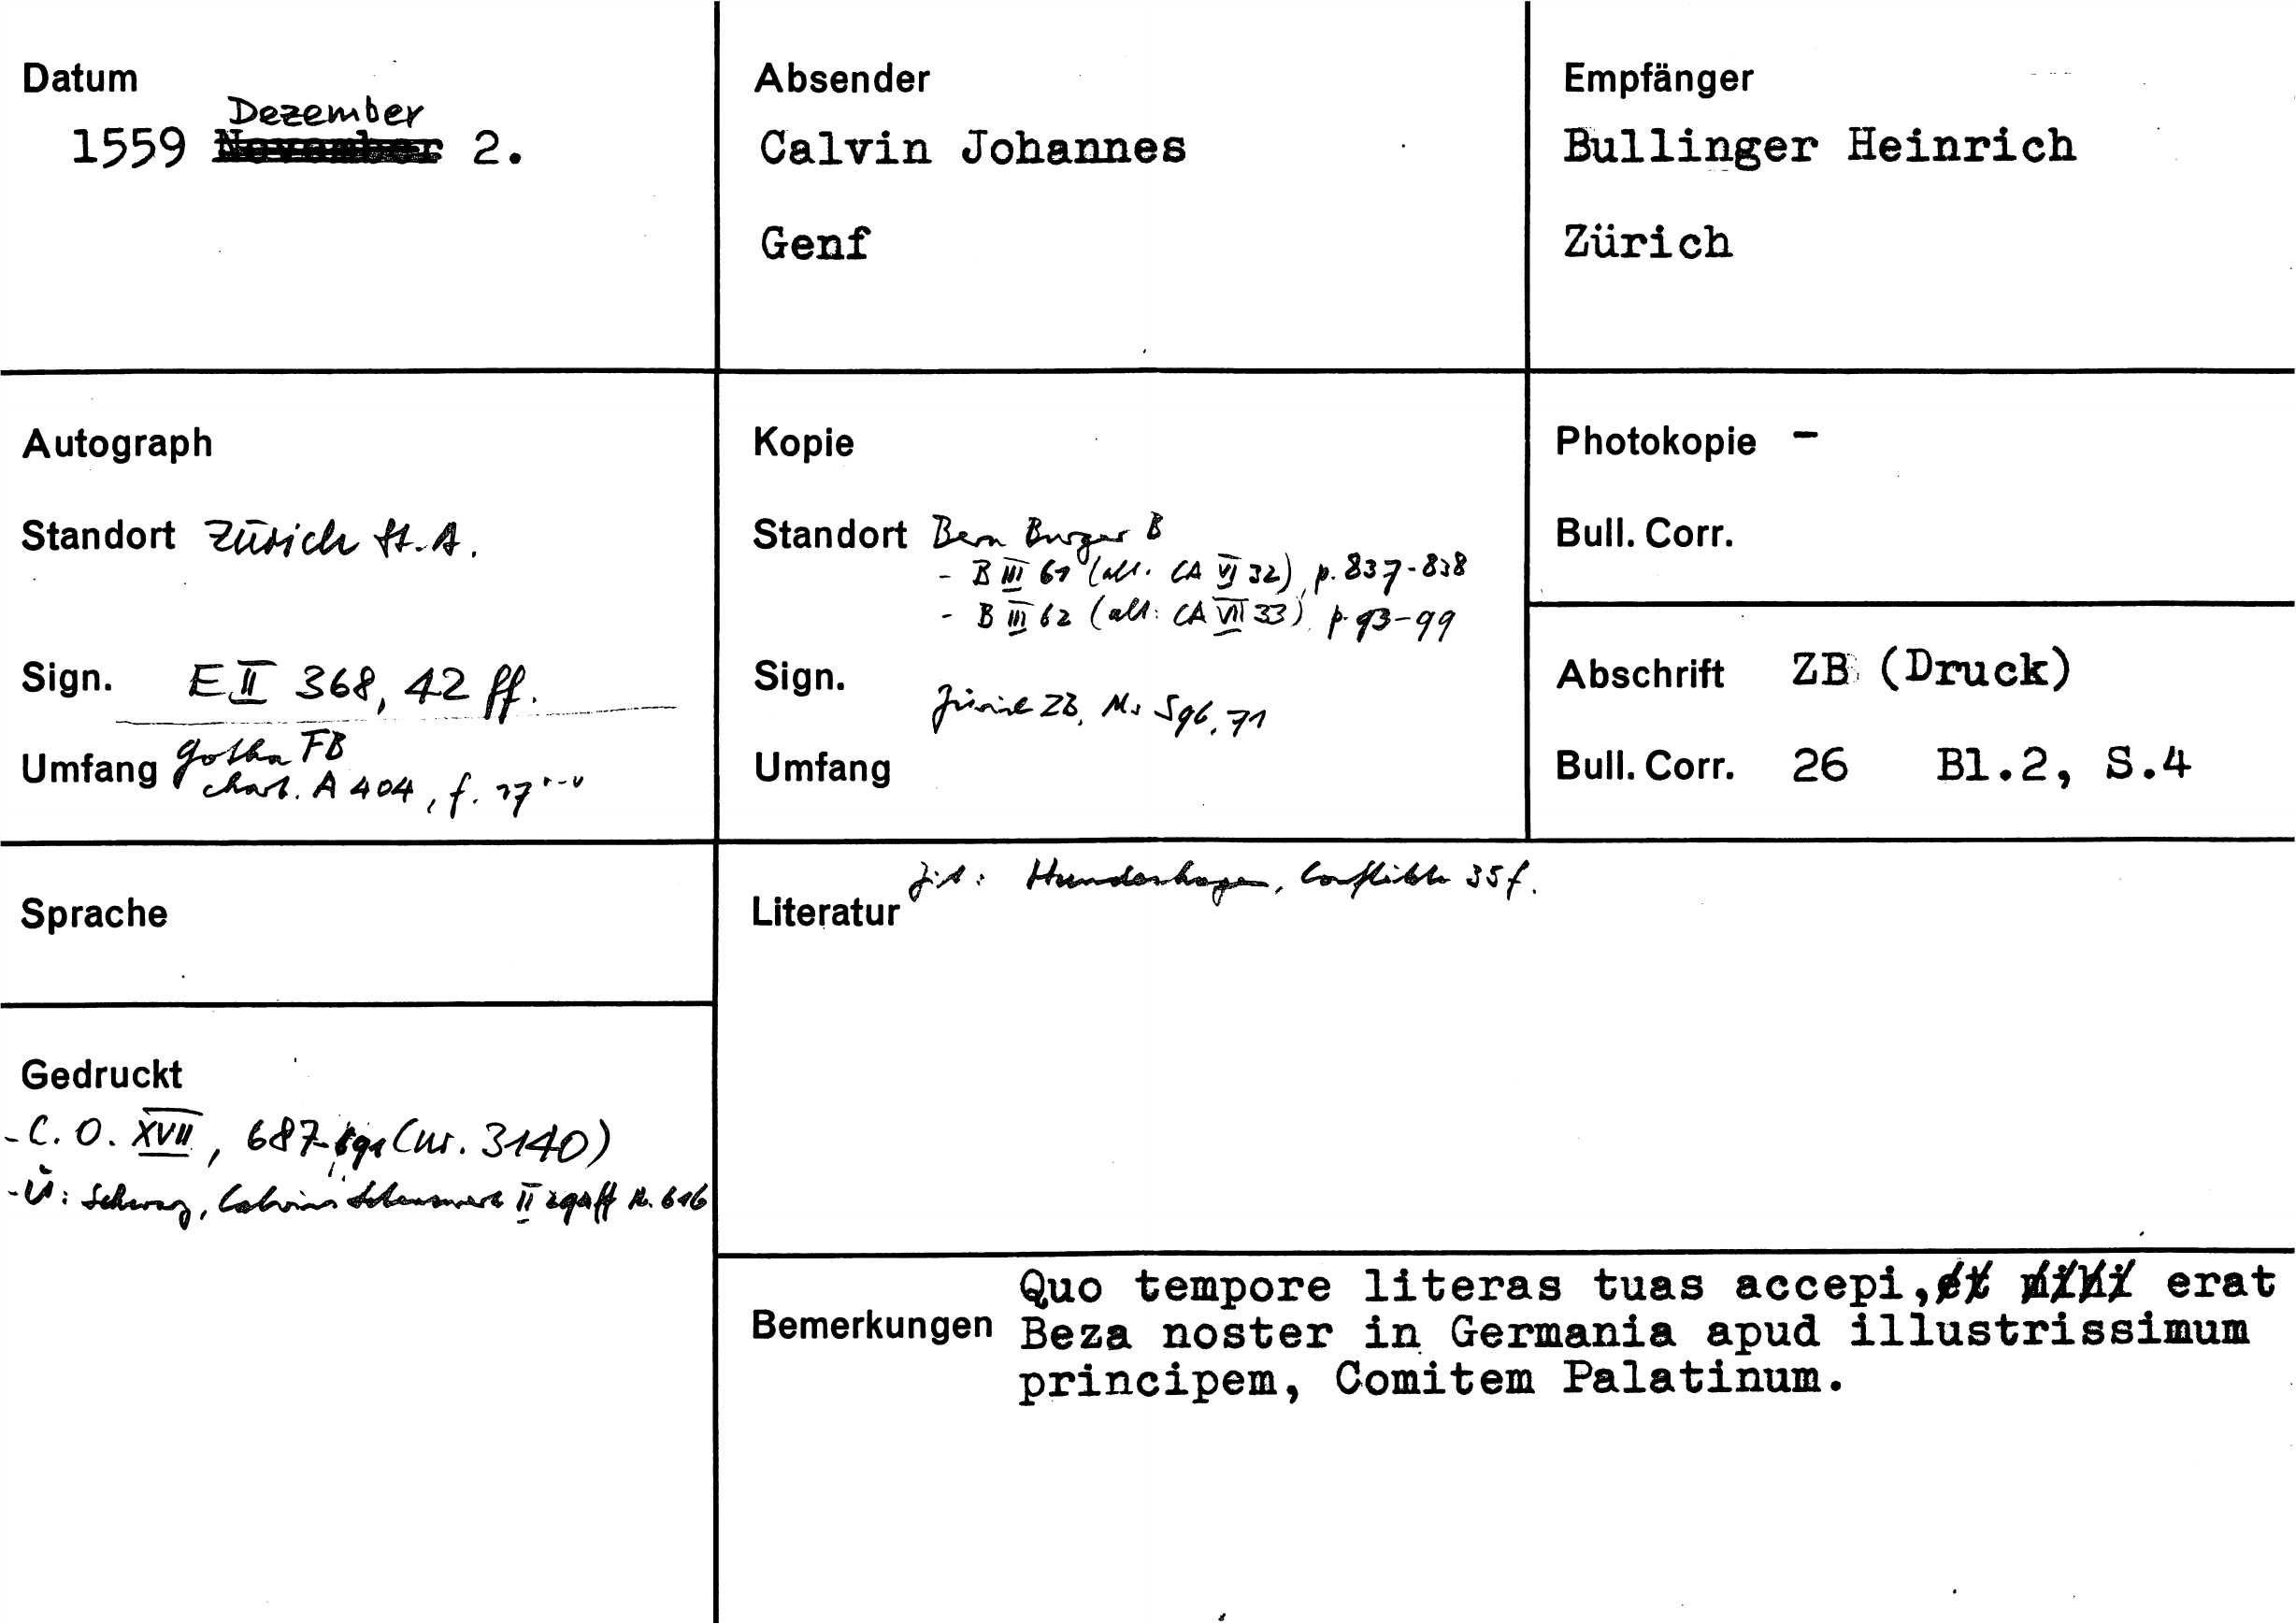 Datum
Dezember
1559 November 2.
Absender
Calvin Johannes
Genf
Empfänger
Bullinger Heinrich
Zürich
Autograph
Standort Zürich St.A.
Sign. E II 368, 42 ff.
Umfang Gotha FB
chart. A 404, f.
Kopie
Standort Bern Burger B
- B III 61 (alt. CA VI 32), p. 837-838
- B III 62 (alt: CA VII 33), p. 93-99
Sign.
Zürich ZB, Ms S 96, 71
Umfang
Photokopie -
Bull. Corr.
Abschrift ZB (Druck)
Bull. Corr. 26 Bl.2, S.4
Sprache
Gedruckt
- C. O. XVII, 687-691 (nr. 3140)
- Ü: Schwarz, Calvins Lebenswerk II
Literatur
Zit: Hundeshagen, Conflikte 35f.
Bemerkungen
Quo tempore literas tuas accepi, et mihi erat
Beza noster in Germania apud illustrissimum
principem, Comitem Palatinum.